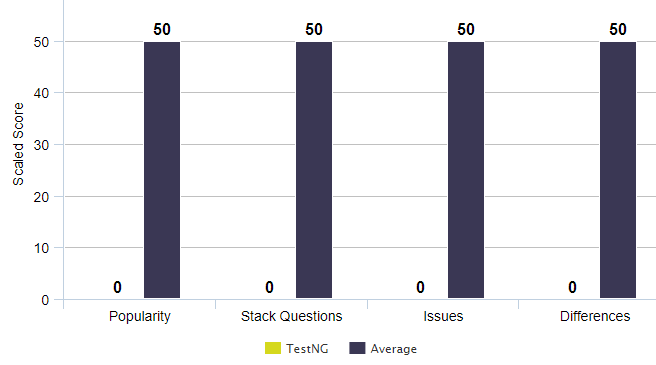 50 50 50 50
50
40
30
20
10
0 0 0 0
0
Scaled Score
Popularity Stack Questions Issues Differences
TestNG Average